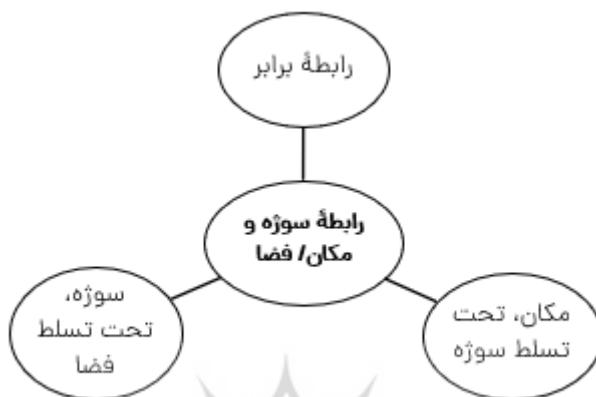 رابطهٔ برابر
رابطهٔ سوژه و
مکان/ فضا
مکان، تحت
تسلط سوژه
سوژه،
تحت تسلط
فضا